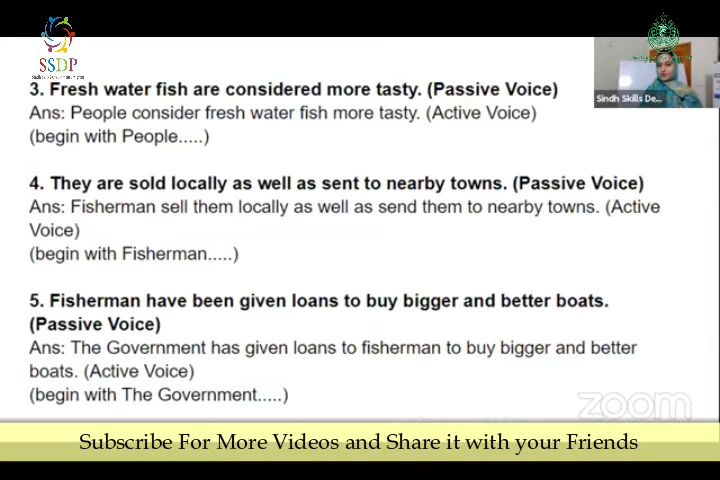 SSDP
3. Fresh water fish are considered more tasty. (Passive Voice)
Ans: People consider fresh water fish more tasty. (Active Voice)
(begin with People.....)
Sindh Skills De...
4. They are sold locally as well as sent to nearby towns. (Passive Voice)
Ans: Fisherman sell them locally as well as send them to nearby towns. (Active
Voice)
(begin with Fisherman.....)
5. Fisherman have been given loans to buy bigger and better boats.
(Passive Voice)
Ans: The Government has given loans to fisherman to buy bigger and better
boats. (Active Voice)
(begin with The Government.....)
zoom
Subscribe For More Videos and Share it with your Friends